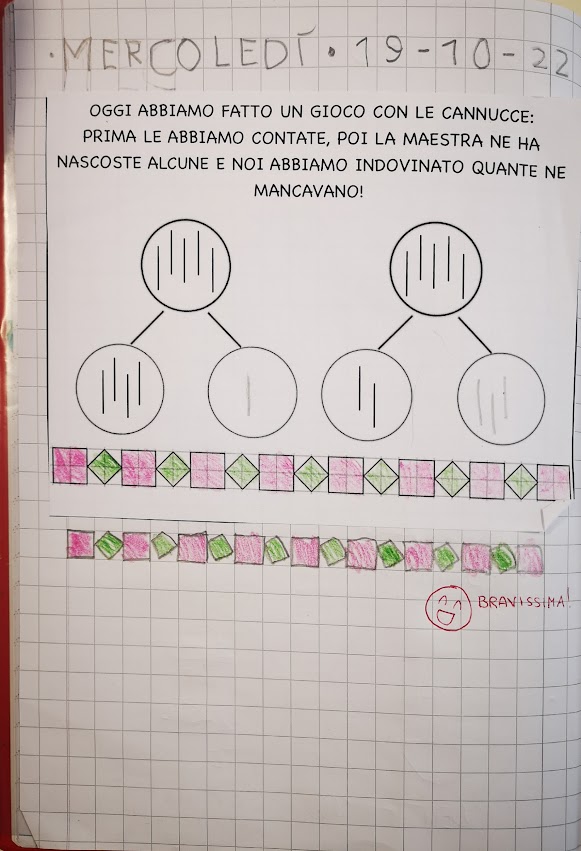 ·MERCOLEDÌ·19-10-22
OGGI ABBIAMO FATTO UN GIOCO CON LE CANNUCCE:
PRIMA LE ABBIAMO CONTATE, POI LA MAESTRA NE HA
NASCOSTE ALCUNE E NOI ABBIAMO INDOVINATO QUANTE NE
MANCAVANO!
BRAVISSIMA!